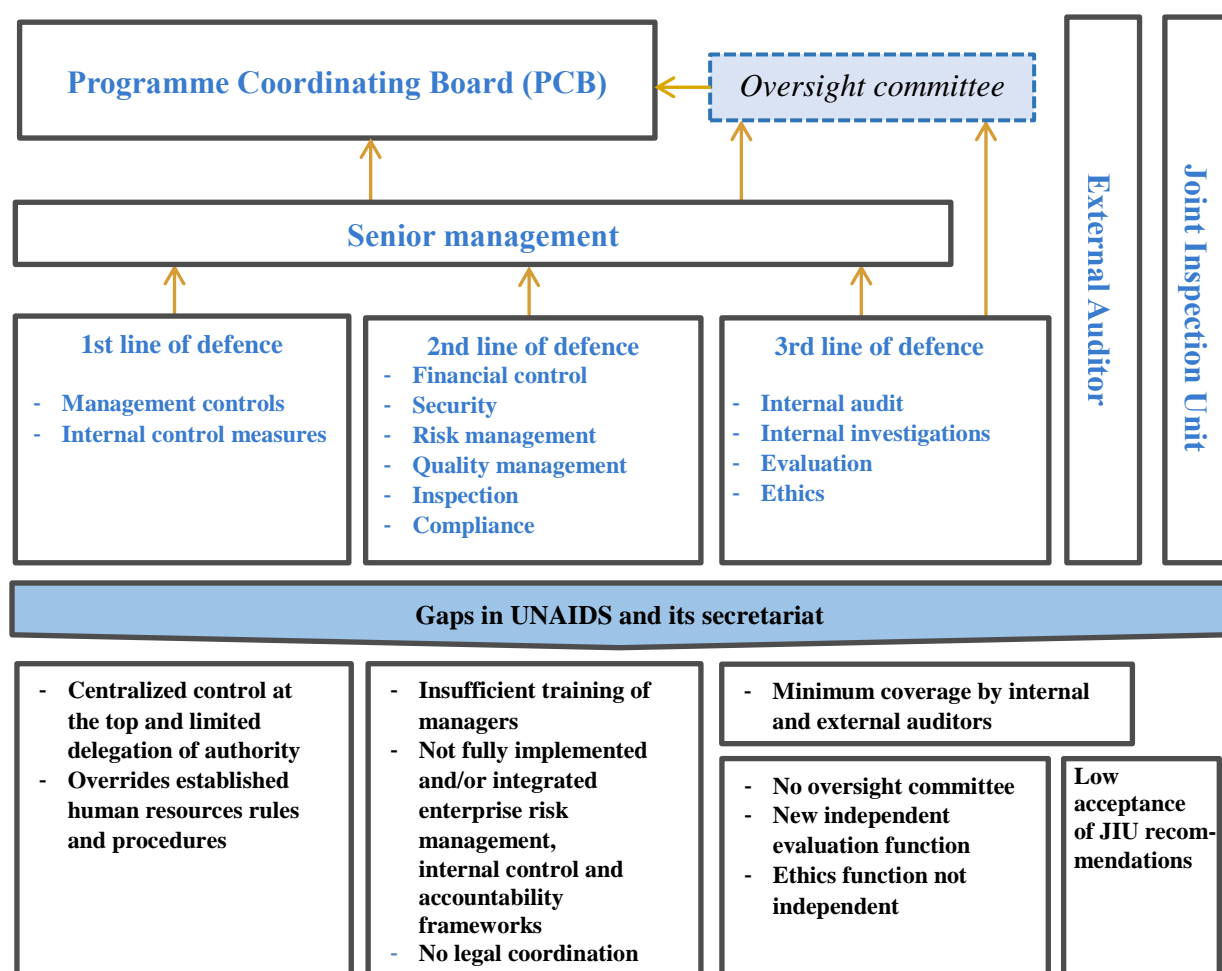 Programme Coordinating Board (PCB)
Oversight committee
Senior management
1st line of defence
- Management controls
- Internal control measures
2nd line of defence
- Financial control
- Security
- Risk management
- Quality management
- Inspection
- Compliance
3rd line of defence
- Internal audit
- Internal investigations
- Evaluation
- Ethics
External Auditor
Joint Inspection Unit
Gaps in UNAIDS and its secretariat
- Centralized control at
the top and limited
delegation of authority
- Overrides established
human resources rules
and procedures
- Insufficient training of
managers
- Not fully implemented
and/or integrated
enterprise risk
management,
internal control and
accountability
frameworks
- No legal coordination
- Minimum coverage by internal
and external auditors
- No oversight committee
- New independent
evaluation function
- Ethics function not
independent
Low
acceptance
of JIU recom-
mendations